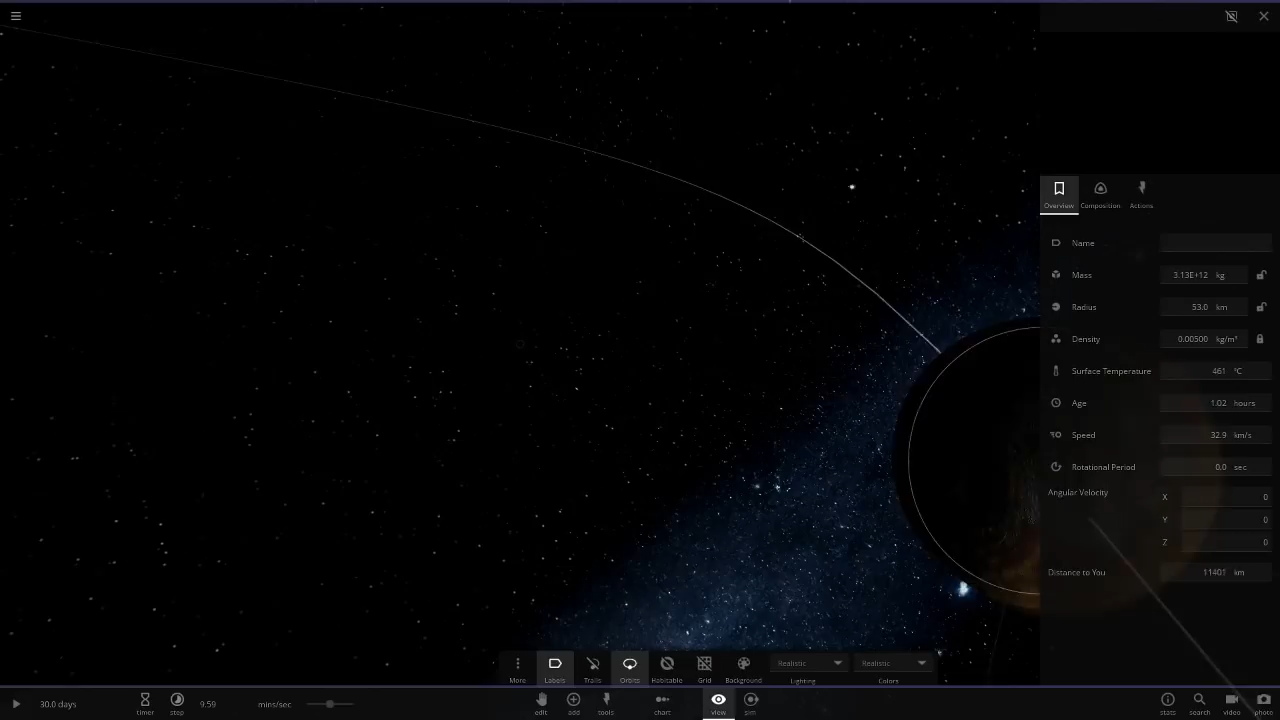 Overview Composition Actions
Name
Mass 3.13E+12 kg
Radius 53.0 km
Density 0.00500 kg/m³
Surface Temperature 461 °C
Age 1.02 hours
Speed 32.9 km/s
Rotational Period 0.0 sec
Angular Velocity X 0
Y 0
Z 0
Distance to You 11401 km
Realistic Realistic
More Labels Trails Orbits Habitable Grid Background Lighting Colors
30.0 days timer step 9.59 mins/sec edit add tools chart view sim stats search video photo